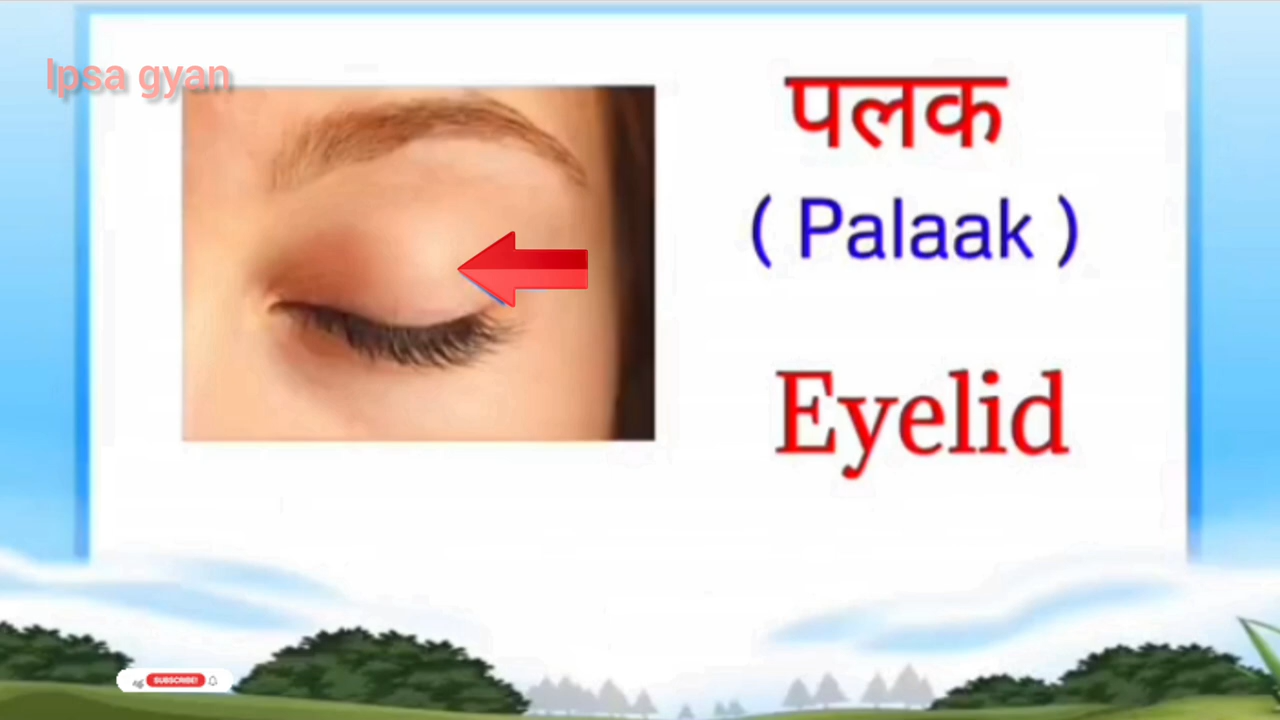 Ipsa gyan
पलक
( Palaak )
Eyelid
SUBSCRIBE!